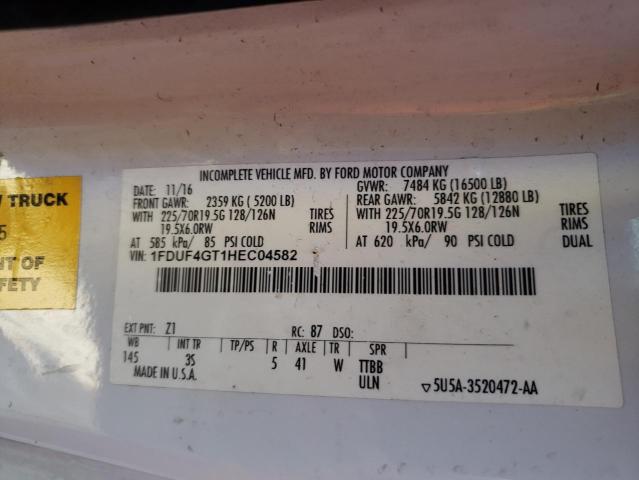 INCOMPLETE VEHICLE MFD. BY FORD MOTOR COMPANY
DATE: 11/16 GVWR: 7484 KG (16500 LB)
FRONT GAWR: 2359 KG ( 5200 LB) REAR GAWR: 5842 KG (12880 LB)
WITH 225/70R19.5G 128/126N TIRES WITH 225/70R19.5G 128/126N TIRES
19.5X6.0RW RIMS 19.5X6.0RW RIMS
AT 585 kPa/ 85 PSI COLD AT 620 kPa/ 90 PSI COLD DUAL
VIN: 1FDUF4GT1HEC04582
EXT PNT: Z1 RC: 87 DSO:
WB INT TR TP/PS R AXLE TR SPR
145 3S 5 41 W TTBB
MADE IN U.S.A. ULN ▽5U5A-3520472-AA
TRUCK
5
NT OF
FETY